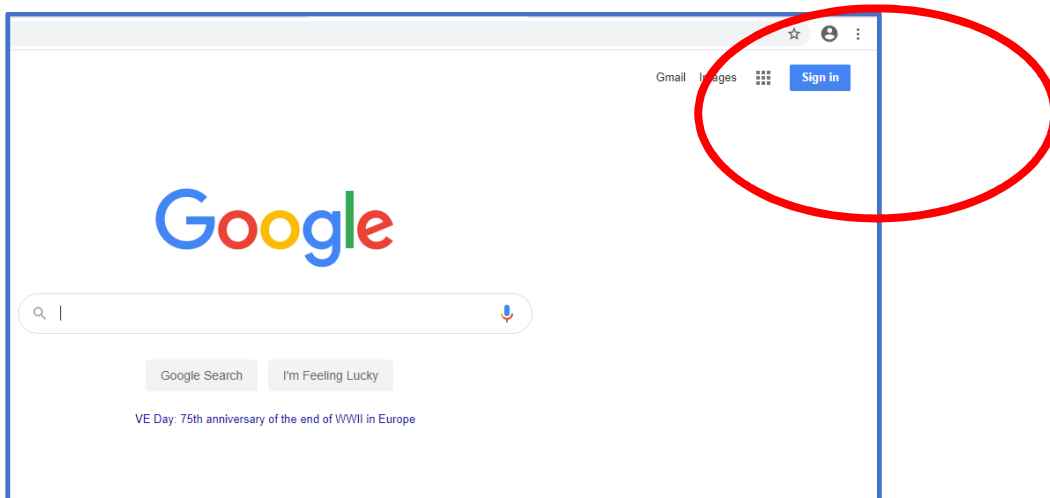 Gmail Images Sign in
Google
Google Search I'm Feeling Lucky
VE Day: 75th anniversary of the end of WWII in Europe